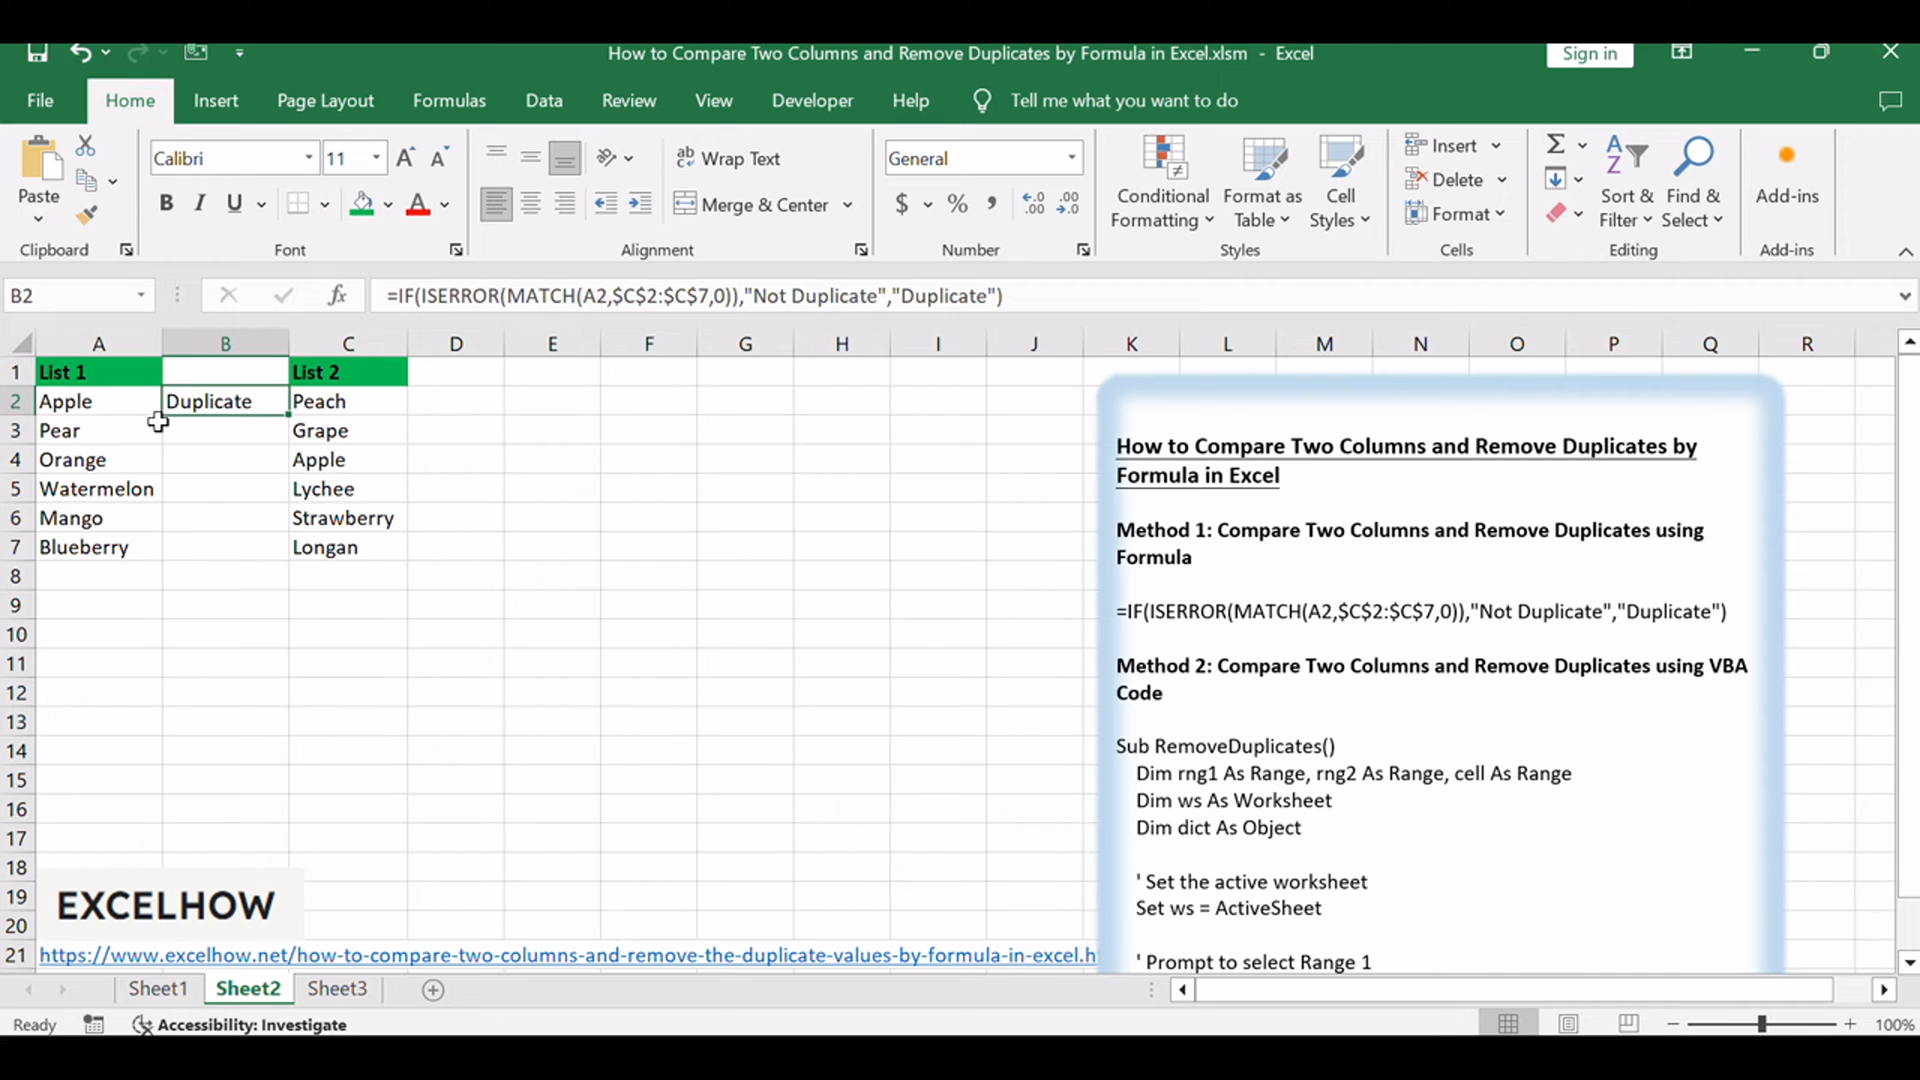 How to Compare Two Columns and Remove Duplicates by Formula in Excel.xlsm - Excel
Sign in
File Home Insert Page Layout Formulas Data Review View Developer Help Tell me what you want to do
Paste
Clipboard
Calibri 11
B I U A
Font
Wrap Text
Merge & Center
Alignment
General
$ % ,
Number
Conditional Formatting
Format as Table
Cell Styles
Styles
Insert
Delete
Format
Cells
Sort & Filter
Find & Select
Editing
Add-ins
Add-ins
B2 fx =IF(ISERROR(MATCH(A2,$C$2:$C$7,0)),"Not Duplicate","Duplicate")
A B C D E F G H I J K L M N O P Q R
1 List 1 List 2
2 Apple Duplicate Peach
3 Pear Grape
4 Orange Apple
5 Watermelon Lychee
6 Mango Strawberry
7 Blueberry Longan
8
9
10
11
12
13
14
15
16
17
18
19
20
21 https://www.excelhow.net/how-to-compare-two-columns-and-remove-the-duplicate-values-by-formula-in-excel.h
EXCELHOW
How to Compare Two Columns and Remove Duplicates by
Formula in Excel
Method 1: Compare Two Columns and Remove Duplicates using
Formula
=IF(ISERROR(MATCH(A2,$C$2:$C$7,0)),"Not Duplicate","Duplicate")
Method 2: Compare Two Columns and Remove Duplicates using VBA
Code
Sub RemoveDuplicates()
Dim rng1 As Range, rng2 As Range, cell As Range
Dim ws As Worksheet
Dim dict As Object
' Set the active worksheet
Set ws = ActiveSheet
' Prompt to select Range 1
Sheet1 Sheet2 Sheet3
Ready Accessibility: Investigate 100%